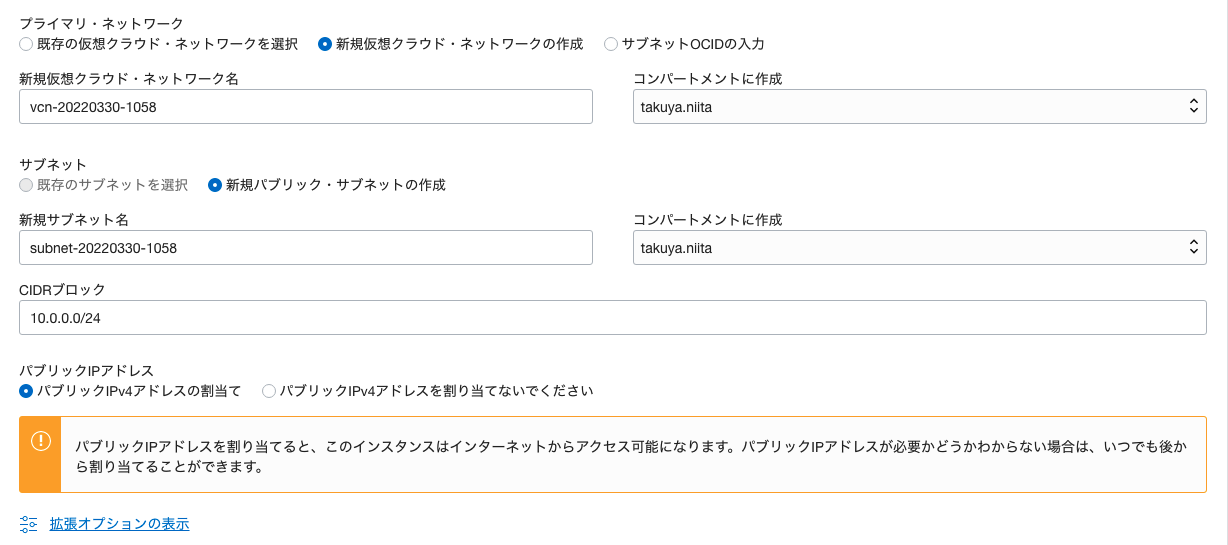 プライマリ・ネットワーク
既存の仮想クラウド・ネットワークを選択 新規仮想クラウド・ネットワークの作成 サブネットOCIDの入力
新規仮想クラウド・ネットワーク名 コンパートメントに作成
vcn-20220330-1058 takuya.niita
サブネット
既存のサブネットを選択 新規パブリック・サブネットの作成
新規サブネット名 コンパートメントに作成
subnet-20220330-1058 takuya.niita
CIDRブロック
10.0.0.0/24
パブリックIPアドレス
パブリックIPv4アドレスの割当て パブリックIPv4アドレスを割り当てないでください
パブリックIPアドレスを割り当てると、このインスタンスはインターネットからアクセス可能になります。パブリックIPアドレスが必要かどうかわからない場合は、いつでも後か
ら割り当てることができます。
拡張オプションの表示